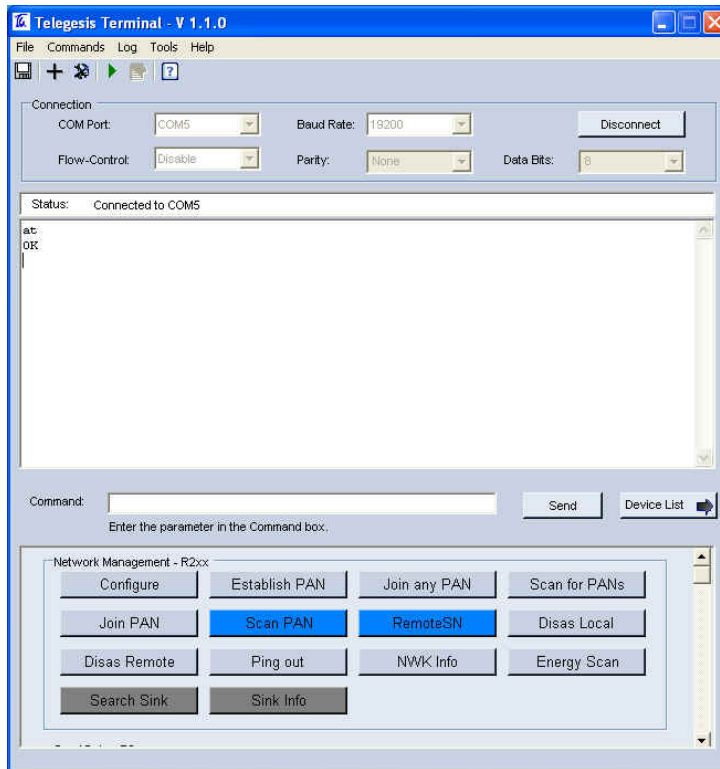 Telegesis Terminal - V 1.1.0
File Commands Log Tools Help
Connection
COM Port: COM5 Baud Rate: 19200 Disconnect
Flow-Control: Disable Parity: None Data Bits: 8
Status: Connected to COM5
at
OK
Command: Send Device List
Enter the parameter in the Command box.
Network Management - R2xx
Configure Establish PAN Join any PAN Scan for PANs
Join PAN Scan PAN RemoteSN Disas Local
Disas Remote Ping out NWK Info Energy Scan
Search Sink Sink Info